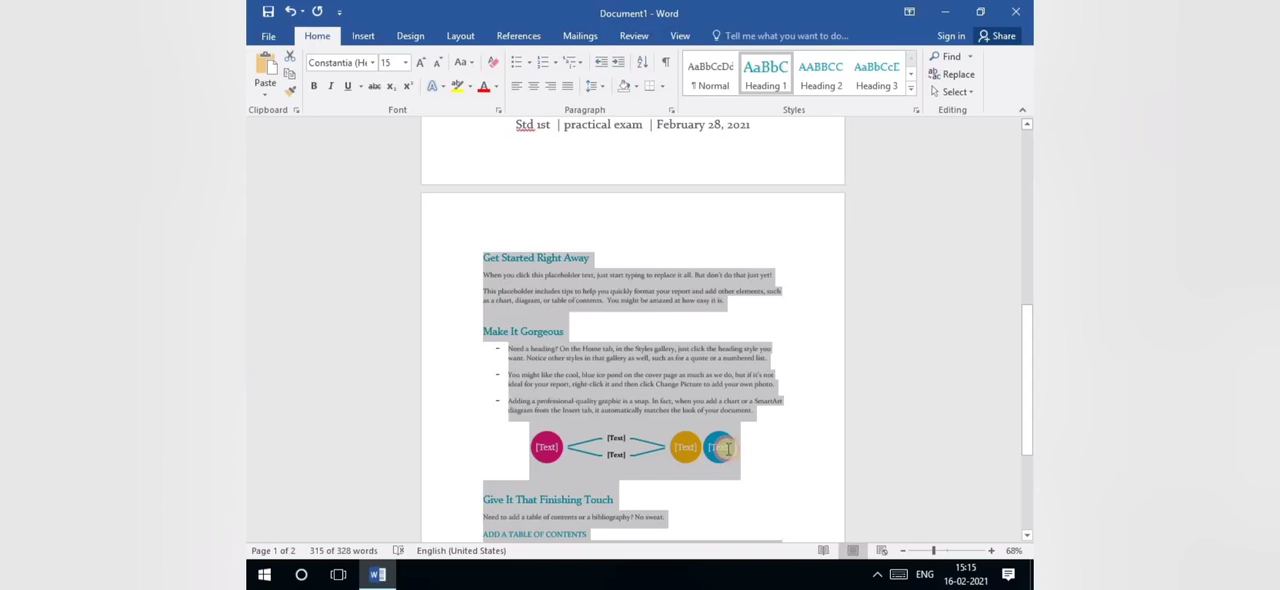 Document1 - Word
File Home Insert Design Layout References Mailings Review View Tell me what you want to do... Sign in Share
Paste
Constantia (He 15 Aa
B I U abc x₂ x² A A
AaBbCcDd AaBbC AABBCC AaBbCcE
¶ Normal Heading 1 Heading 2 Heading 3
Find
Replace
Select
Clipboard Font Paragraph Styles Editing
Std 1st | practical exam | February 28, 2021
Get Started Right Away
When you click this placeholder text, just start typing to replace it all. But don't do that just yet!
This placeholder includes tips to help you quickly format your report and add other elements, such
as a chart, diagram, or table of contents. You might be amazed at how easy it is.
Make It Gorgeous
- Need a heading? On the Home tab, in the Styles gallery, just click the heading style you
want. Notice other styles in that gallery as well, such as for a quote or a numbered list.
- You might like the cool, blue ice pond on the cover page as much as we do, but if it's not
ideal for your report, right-click it and then click Change Picture to add your own photo.
- Adding a professional-quality graphic is a snap. In fact, when you add a chart or a SmartArt
diagram from the Insert tab, it automatically matches the look of your document.
[Text] [Text] [Text] [Text]
[Text]
Give It That Finishing Touch
Need to add a table of contents or a bibliography? No sweat.
ADD A TABLE OF CONTENTS
Page 1 of 2 315 of 328 words English (United States) 68%
ENG 15:15
16-02-2021